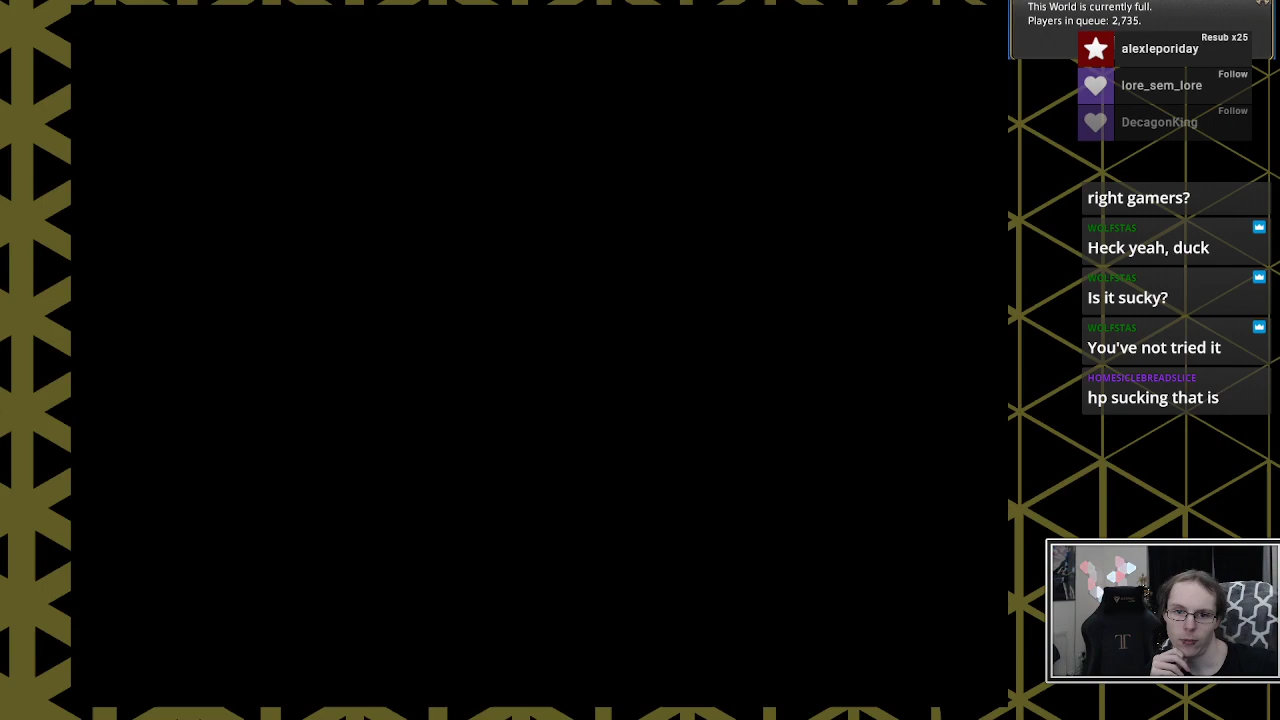 This World is currently full.
Players in queue: 2,735.
Resub x25
alexleporiday
Follow
lore_sem_lore
Follow
DecagonKing
right gamers?
WOLFSTAS
Heck yeah, duck
WOLFSTAS
Is it sucky?
WOLFSTAS
You've not tried it
HOMESICLEBREADSLICE
hp sucking that is